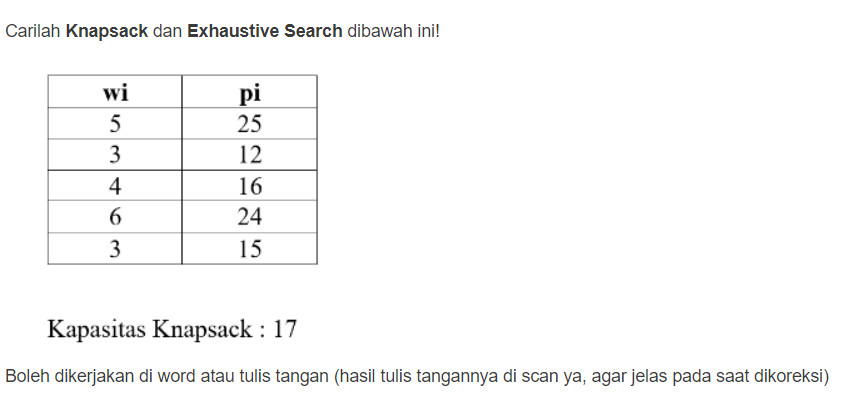 Carilah Knapsack dan Exhaustive Search dibawah ini!
wi pi
5 25
3 12
4 16
6 24
3 15
Kapasitas Knapsack : 17
Boleh dikerjakan di word atau tulis tangan (hasil tulis tangannya di scan ya, agar jelas pada saat dikoreksi)